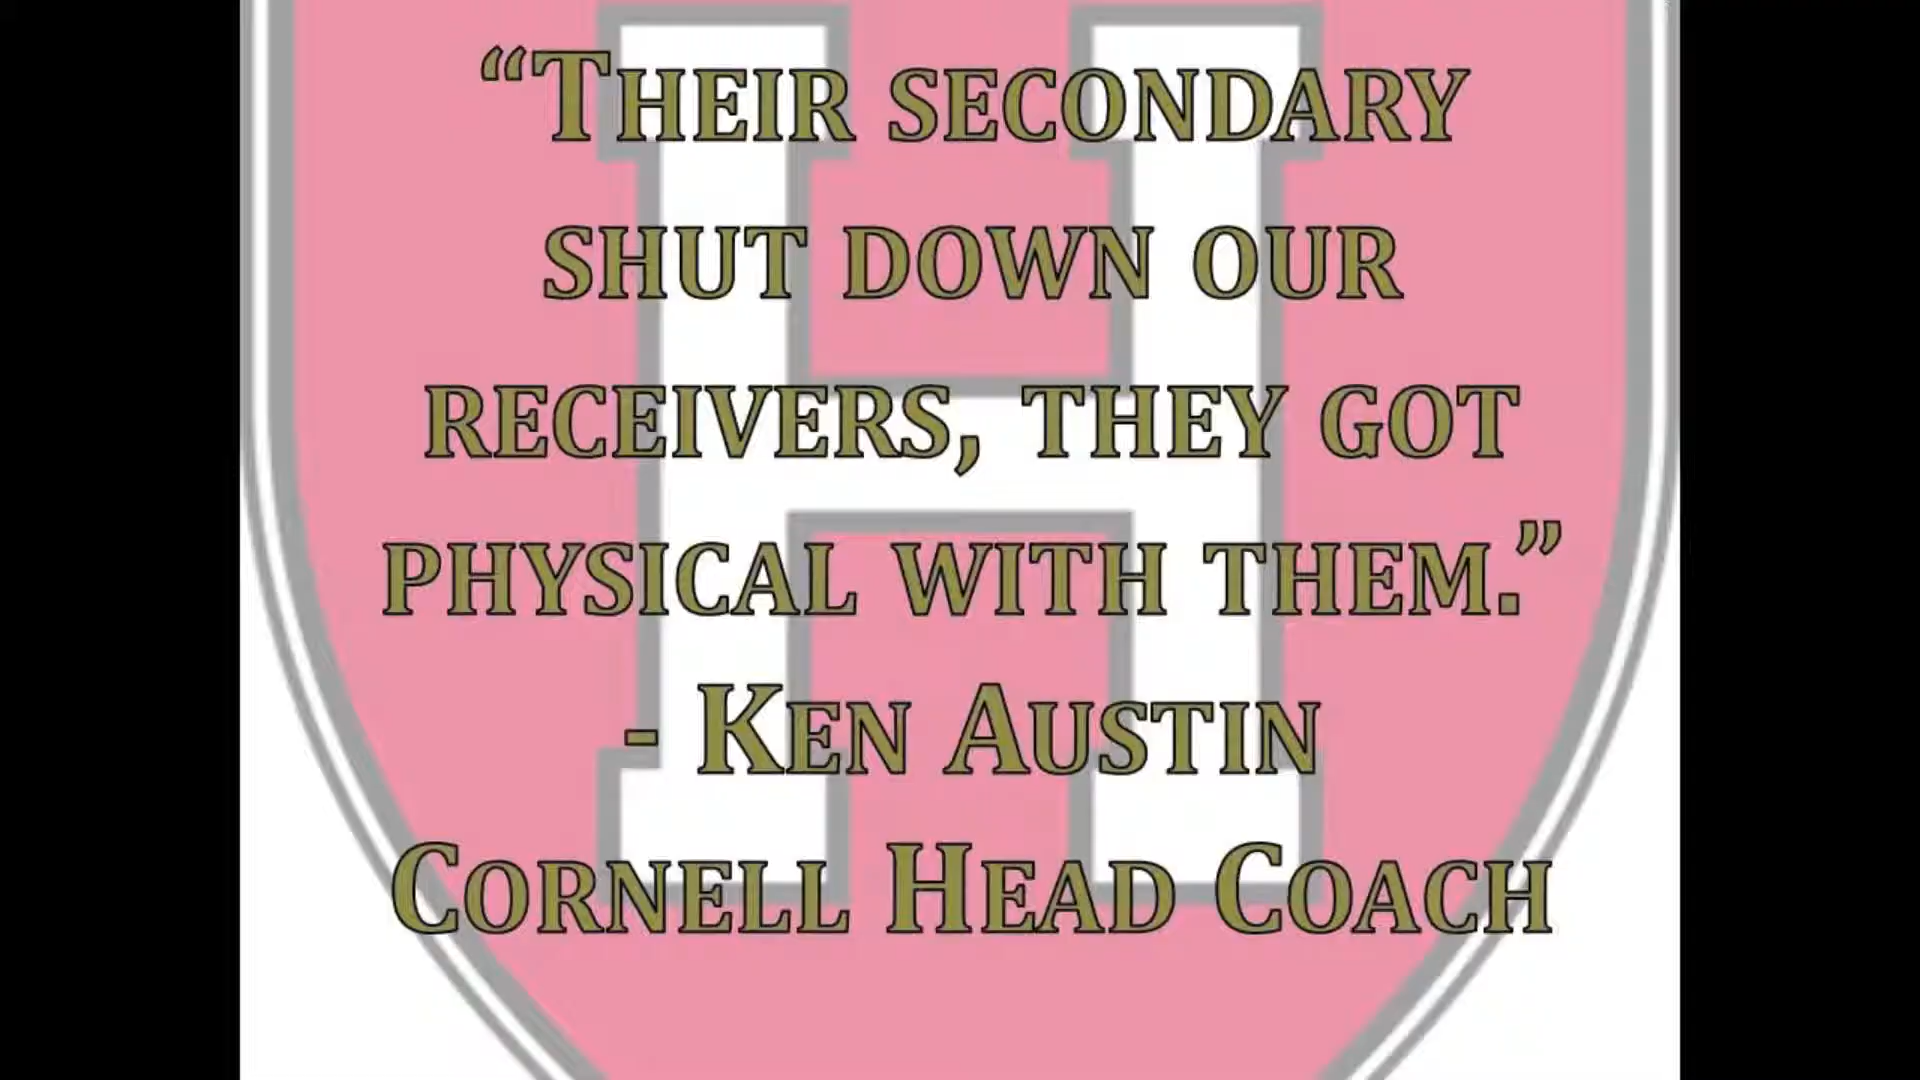 “Their secondary
shut down our
receivers, they got
physical with them.”
- Ken Austin
Cornell Head Coach
H